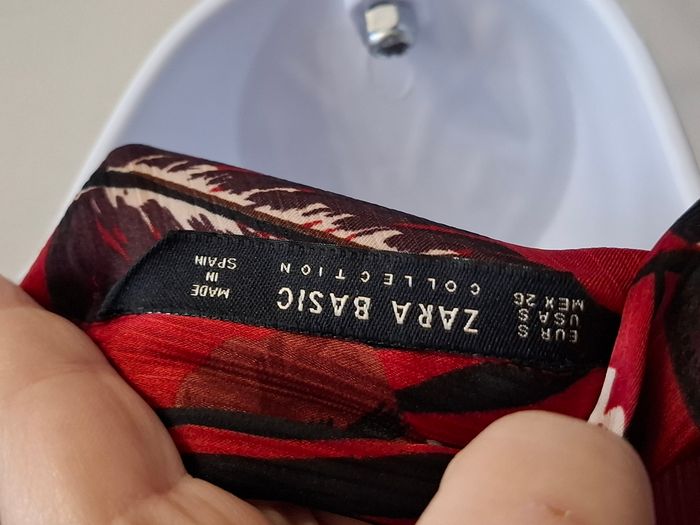 EUR S
USA S
MEX 26
ZARA BASIC
COLLECTION
MADE
IN
SPAIN